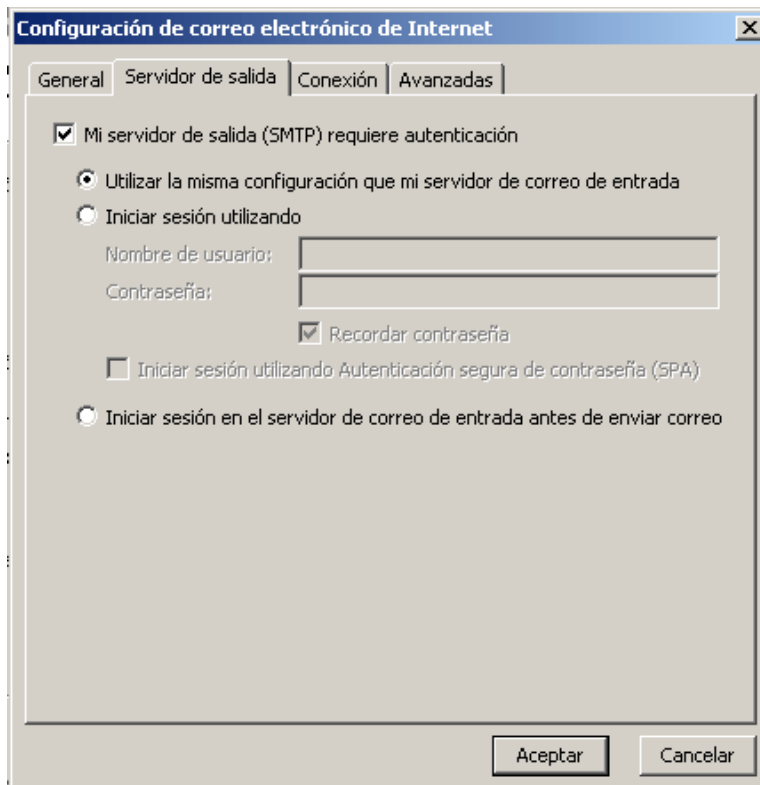 Configuración de correo electrónico de Internet
General Servidor de salida Conexión Avanzadas
Mi servidor de salida (SMTP) requiere autenticación
Utilizar la misma configuración que mi servidor de correo de entrada
Iniciar sesión utilizando
Nombre de usuario:
Contraseña:
Recordar contraseña
Iniciar sesión utilizando Autenticación segura de contraseña (SPA)
Iniciar sesión en el servidor de correo de entrada antes de enviar correo
Aceptar Cancelar